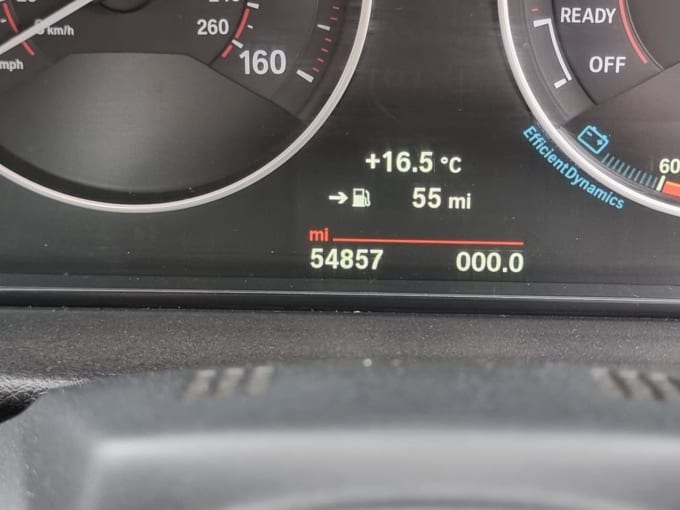 km/h
mph
260
160
READY
OFF
EfficientDynamics
60
+16.5 °C
55 mi
mi
54857 000.0